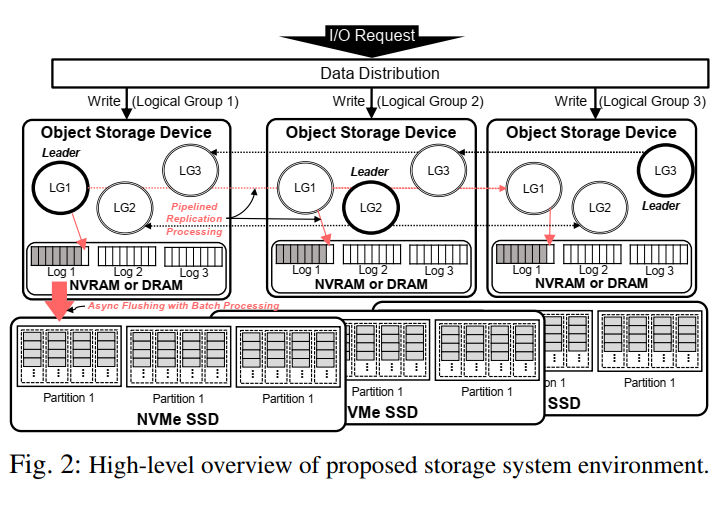 I/O Request
Data Distribution
Write (Logical Group 1)
Write (Logical Group 2)
Write (Logical Group 3)
Object Storage Device
Leader
LG1
LG2
LG3
Log 1
Log 2
Log 3
NVRAM or DRAM
Object Storage Device
LG1
Leader
LG2
LG3
Log 1
Log 2
Log 3
NVRAM or DRAM
Object Storage Device
LG1
LG2
LG3
Leader
Log 1
Log 2
Log 3
NVRAM or DRAM
Pipelined
Replication
Processing
Async Flushing with Batch Processing
Partition 1
Partition 1
Partition 1
NVMe SSD
Partition 1
VMe SSD
n 1
Partition 1
on 1
Partition 1
SSD
Fig. 2: High-level overview of proposed storage system environment.